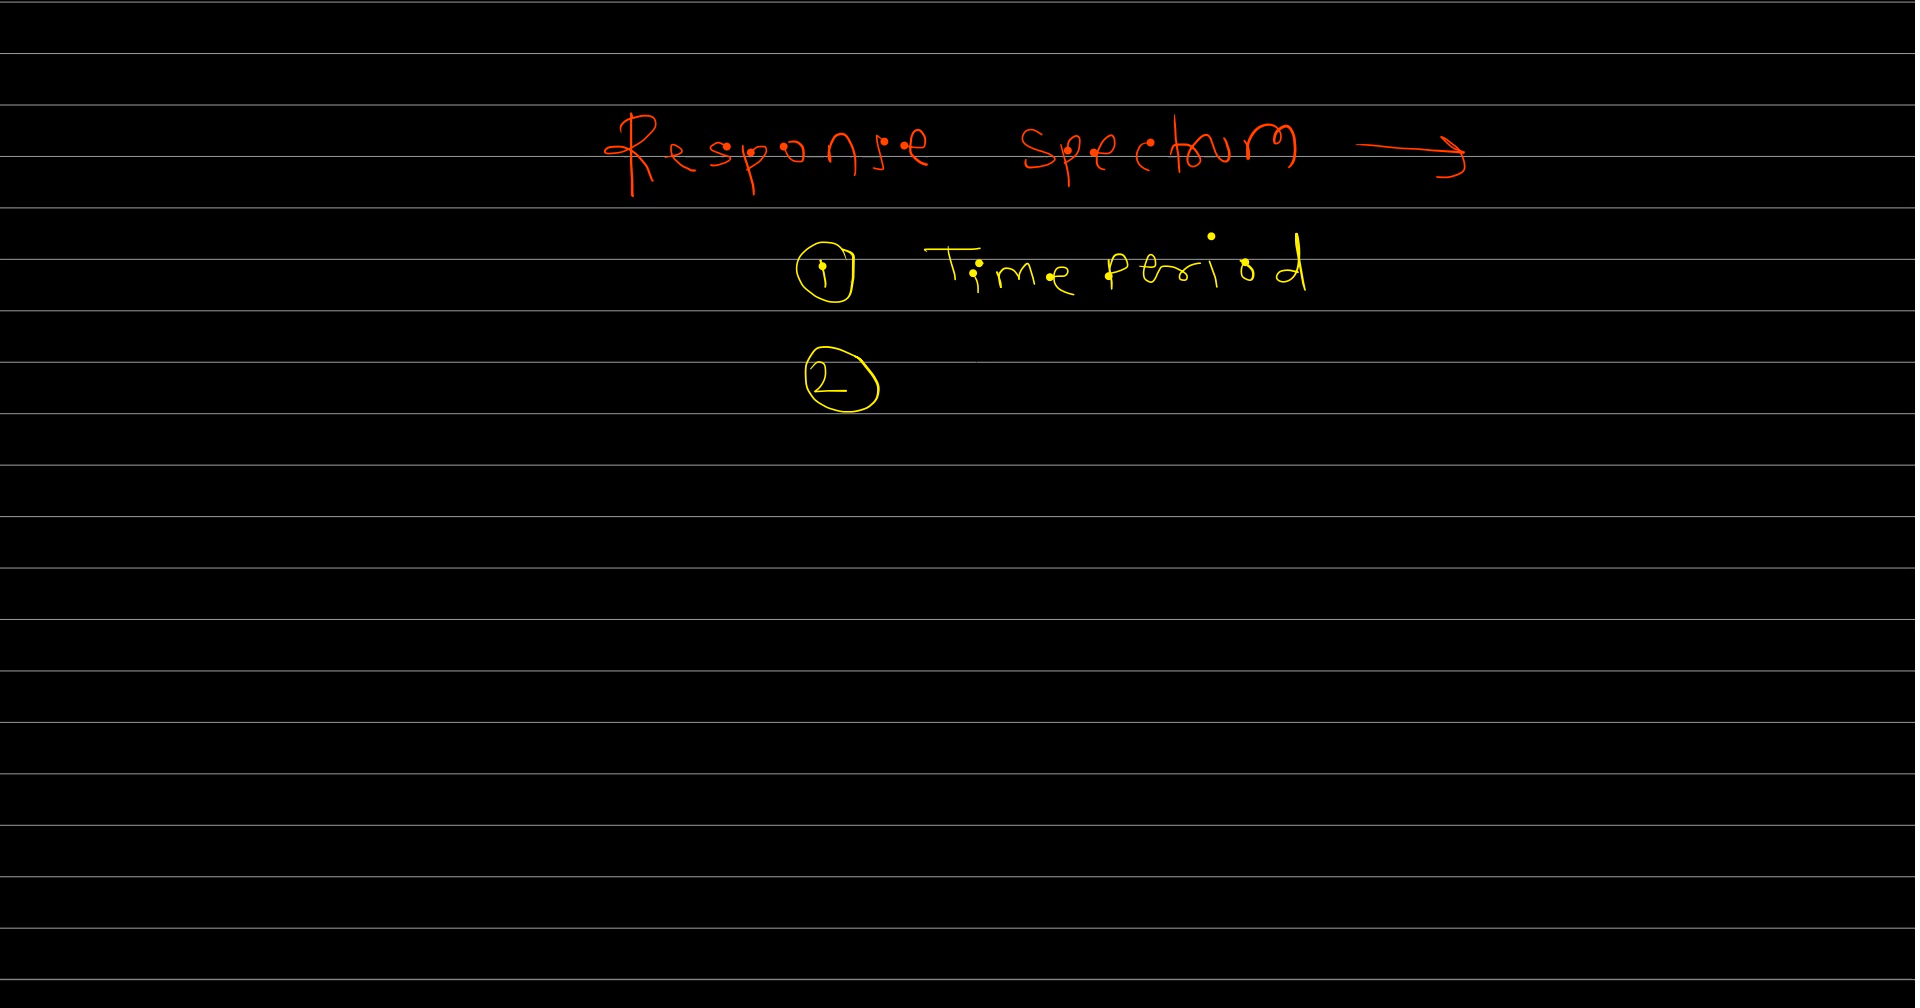 Response Spectrum →
① Time Period
②